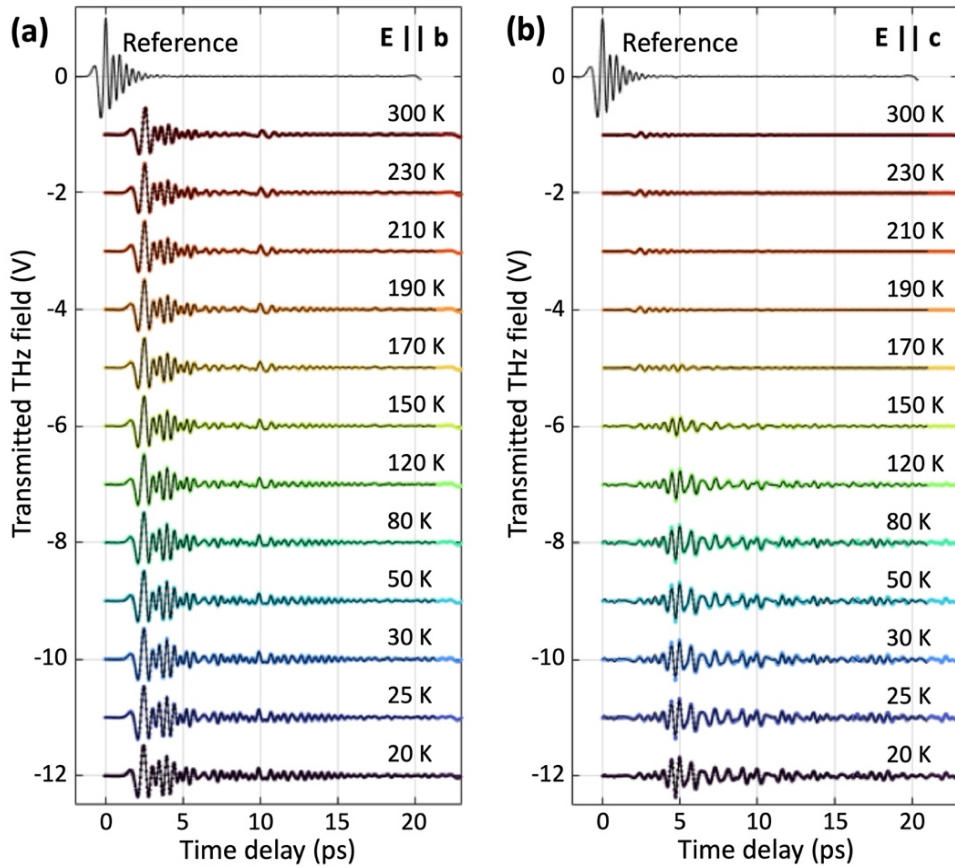 (a)
Reference
E || b
0
300 K
230 K
-2
210 K
190 K
-4
170 K
150 K
-6
120 K
80 K
-8
50 K
30 K
-10
25 K
20 K
-12
Transmitted THz field (V)
0 5 10 15 20
Time delay (ps)
(b)
Reference
E || c
0
300 K
230 K
-2
210 K
190 K
-4
170 K
150 K
-6
120 K
80 K
-8
50 K
30 K
-10
25 K
20 K
-12
Transmitted THz field (V)
0 5 10 15 20
Time delay (ps)